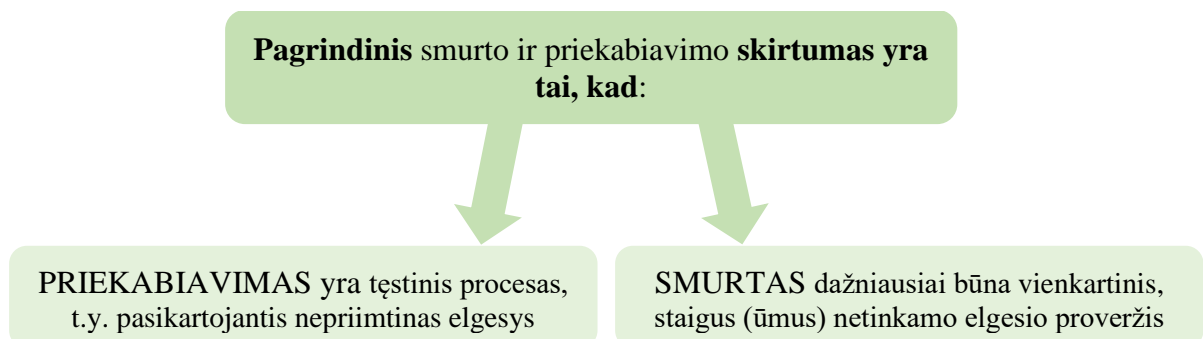 Pagrindinis smurto ir priekabiavimo skirtumas yra
tai, kad:
PRIEKABIAVIMAS yra tęstinis procesas,
t.y. pasikartojantis nepriimtinas elgesys
SMURTAS dažniausiai būna vienkartinis,
staigus (ūmus) netinkamo elgesio proveržis